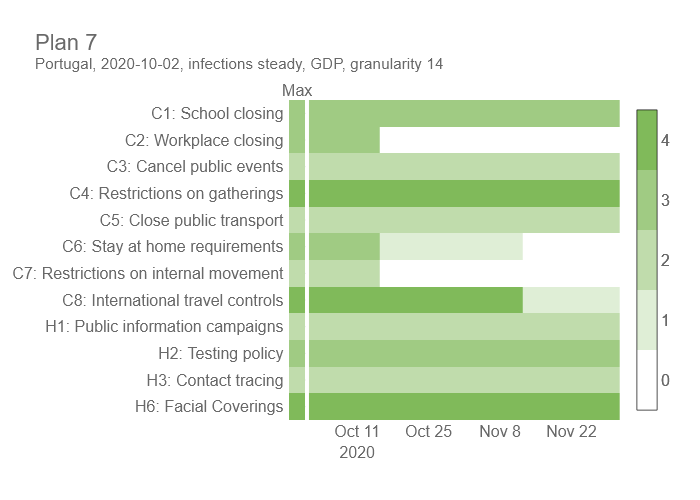 Plan 7
Portugal, 2020-10-02, infections steady, GDP, granularity 14
Max
C1: School closing
C2: Workplace closing
C3: Cancel public events
C4: Restrictions on gatherings
C5: Close public transport
C6: Stay at home requirements
C7: Restrictions on internal movement
C8: International travel controls
H1: Public information campaigns
H2: Testing policy
H3: Contact tracing
H6: Facial Coverings
Oct 11 Oct 25 Nov 8 Nov 22
2020
4
3
2
1
0